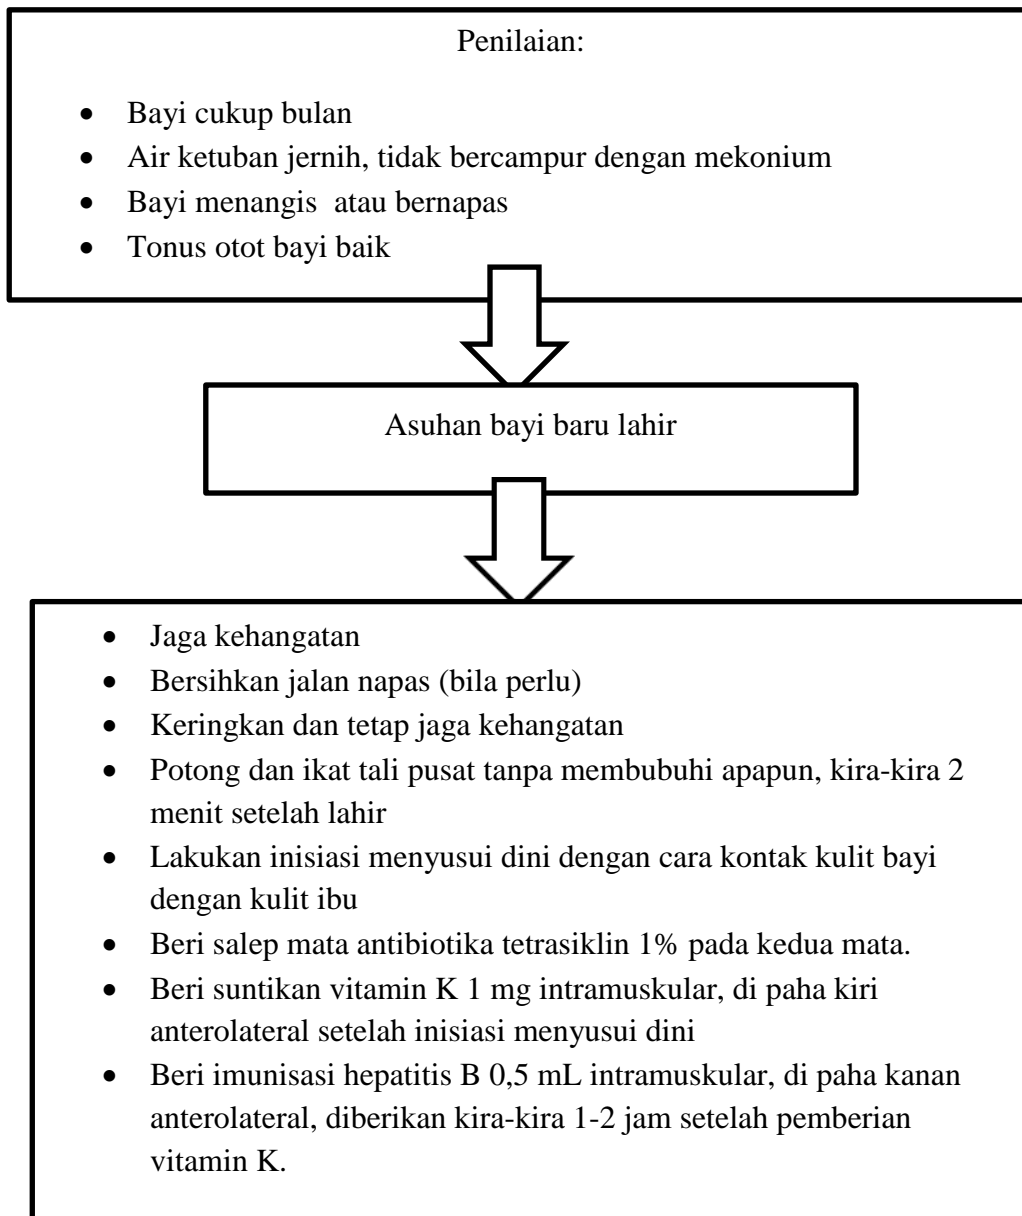 Penilaian:
• Bayi cukup bulan
• Air ketuban jernih, tidak bercampur dengan mekonium
• Bayi menangis atau bernapas
• Tonus otot bayi baik
Asuhan bayi baru lahir
• Jaga kehangatan
• Bersihkan jalan napas (bila perlu)
• Keringkan dan tetap jaga kehangatan
• Potong dan ikat tali pusat tanpa membubuhi apapun, kira-kira 2
menit setelah lahir
• Lakukan inisiasi menyusui dini dengan cara kontak kulit bayi
dengan kulit ibu
• Beri salep mata antibiotika tetrasiklin 1% pada kedua mata.
• Beri suntikan vitamin K 1 mg intramuskular, di paha kiri
anterolateral setelah inisiasi menyusui dini
• Beri imunisasi hepatitis B 0,5 mL intramuskular, di paha kanan
anterolateral, diberikan kira-kira 1-2 jam setelah pemberian
vitamin K.